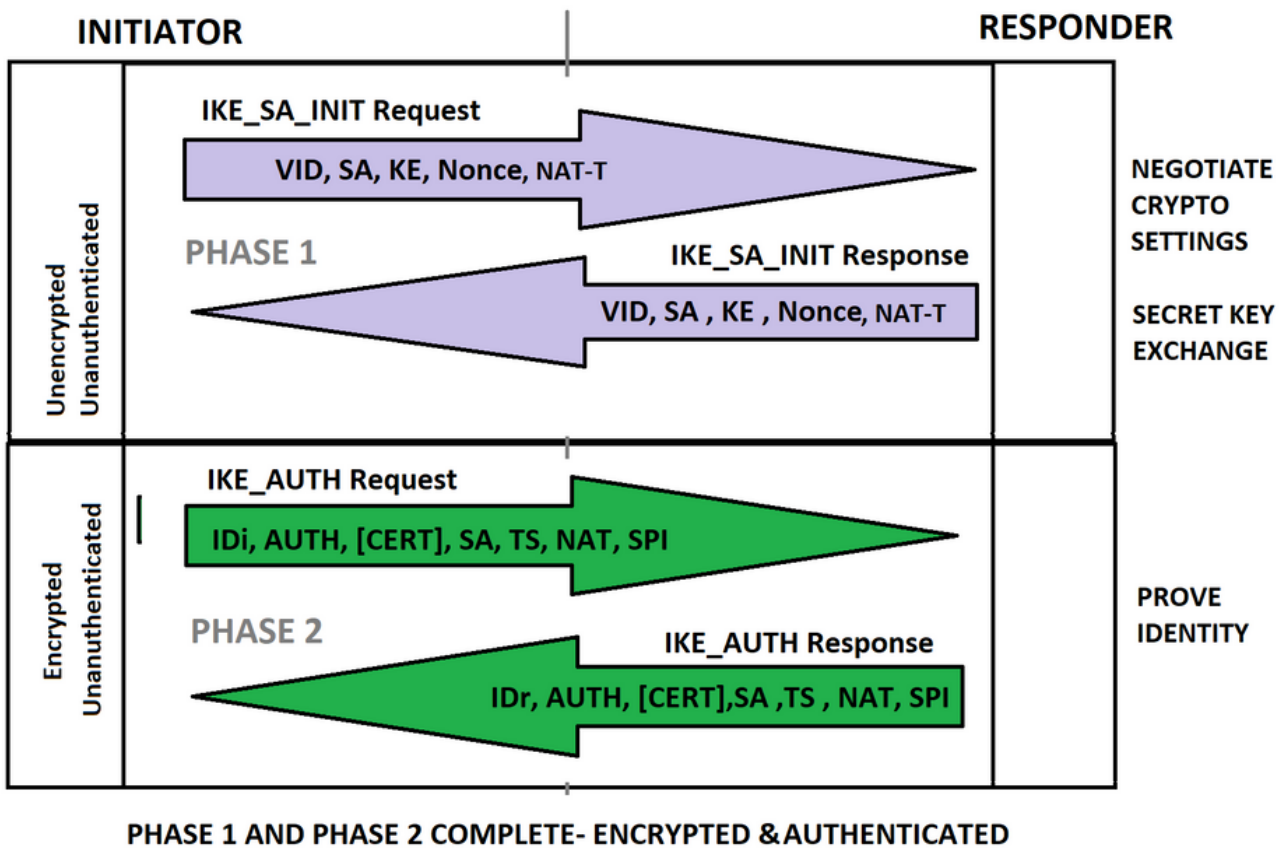 INITIATOR
RESPONDER
IKE_SA_INIT Request
VID, SA, KE, Nonce, NAT-T
PHASE 1
IKE_SA_INIT Response
VID, SA , KE , Nonce, NAT-T
Unencrypted
Unanuthenticated
NEGOTIATE
CRYPTO
SETTINGS
SECRET KEY
EXCHANGE
IKE_AUTH Request
IDi, AUTH, [CERT], SA, TS, NAT, SPI
PHASE 2
IKE_AUTH Response
IDr, AUTH, [CERT],SA ,TS , NAT, SPI
Encrypted
Unanuthenticated
PROVE
IDENTITY
PHASE 1 AND PHASE 2 COMPLETE- ENCRYPTED &AUTHENTICATED